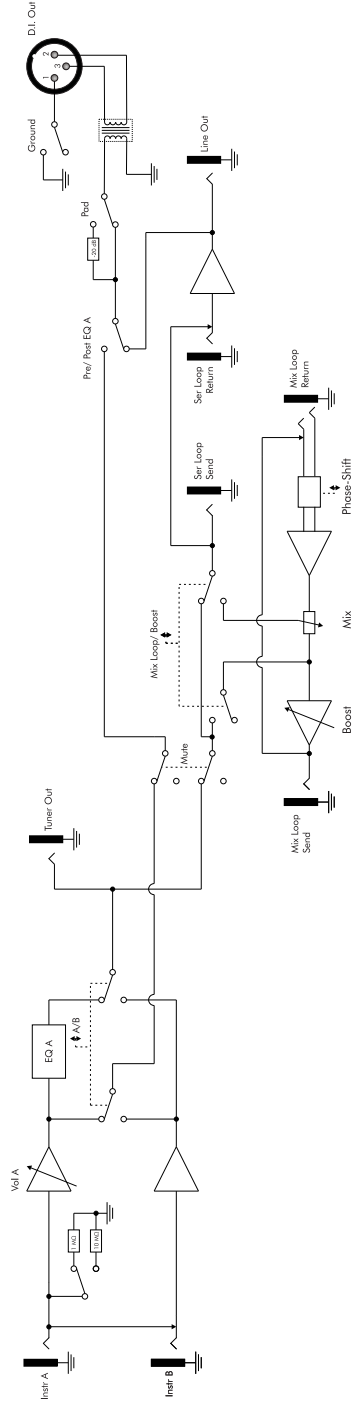 Instr A
Instr B
1 MΩ
10 MΩ
Vol A
EQ A
A/B
Tuner Out
Mute
Mix Loop/ Boost
Mix Loop
Send
Boost
Mix
Phase-Shift
Mix Loop
Return
Ser Loop
Send
Ser Loop
Return
Line Out
Pre/ Post EQ A
-20 dB
Pad
Ground
D.I. Out
1
2
3